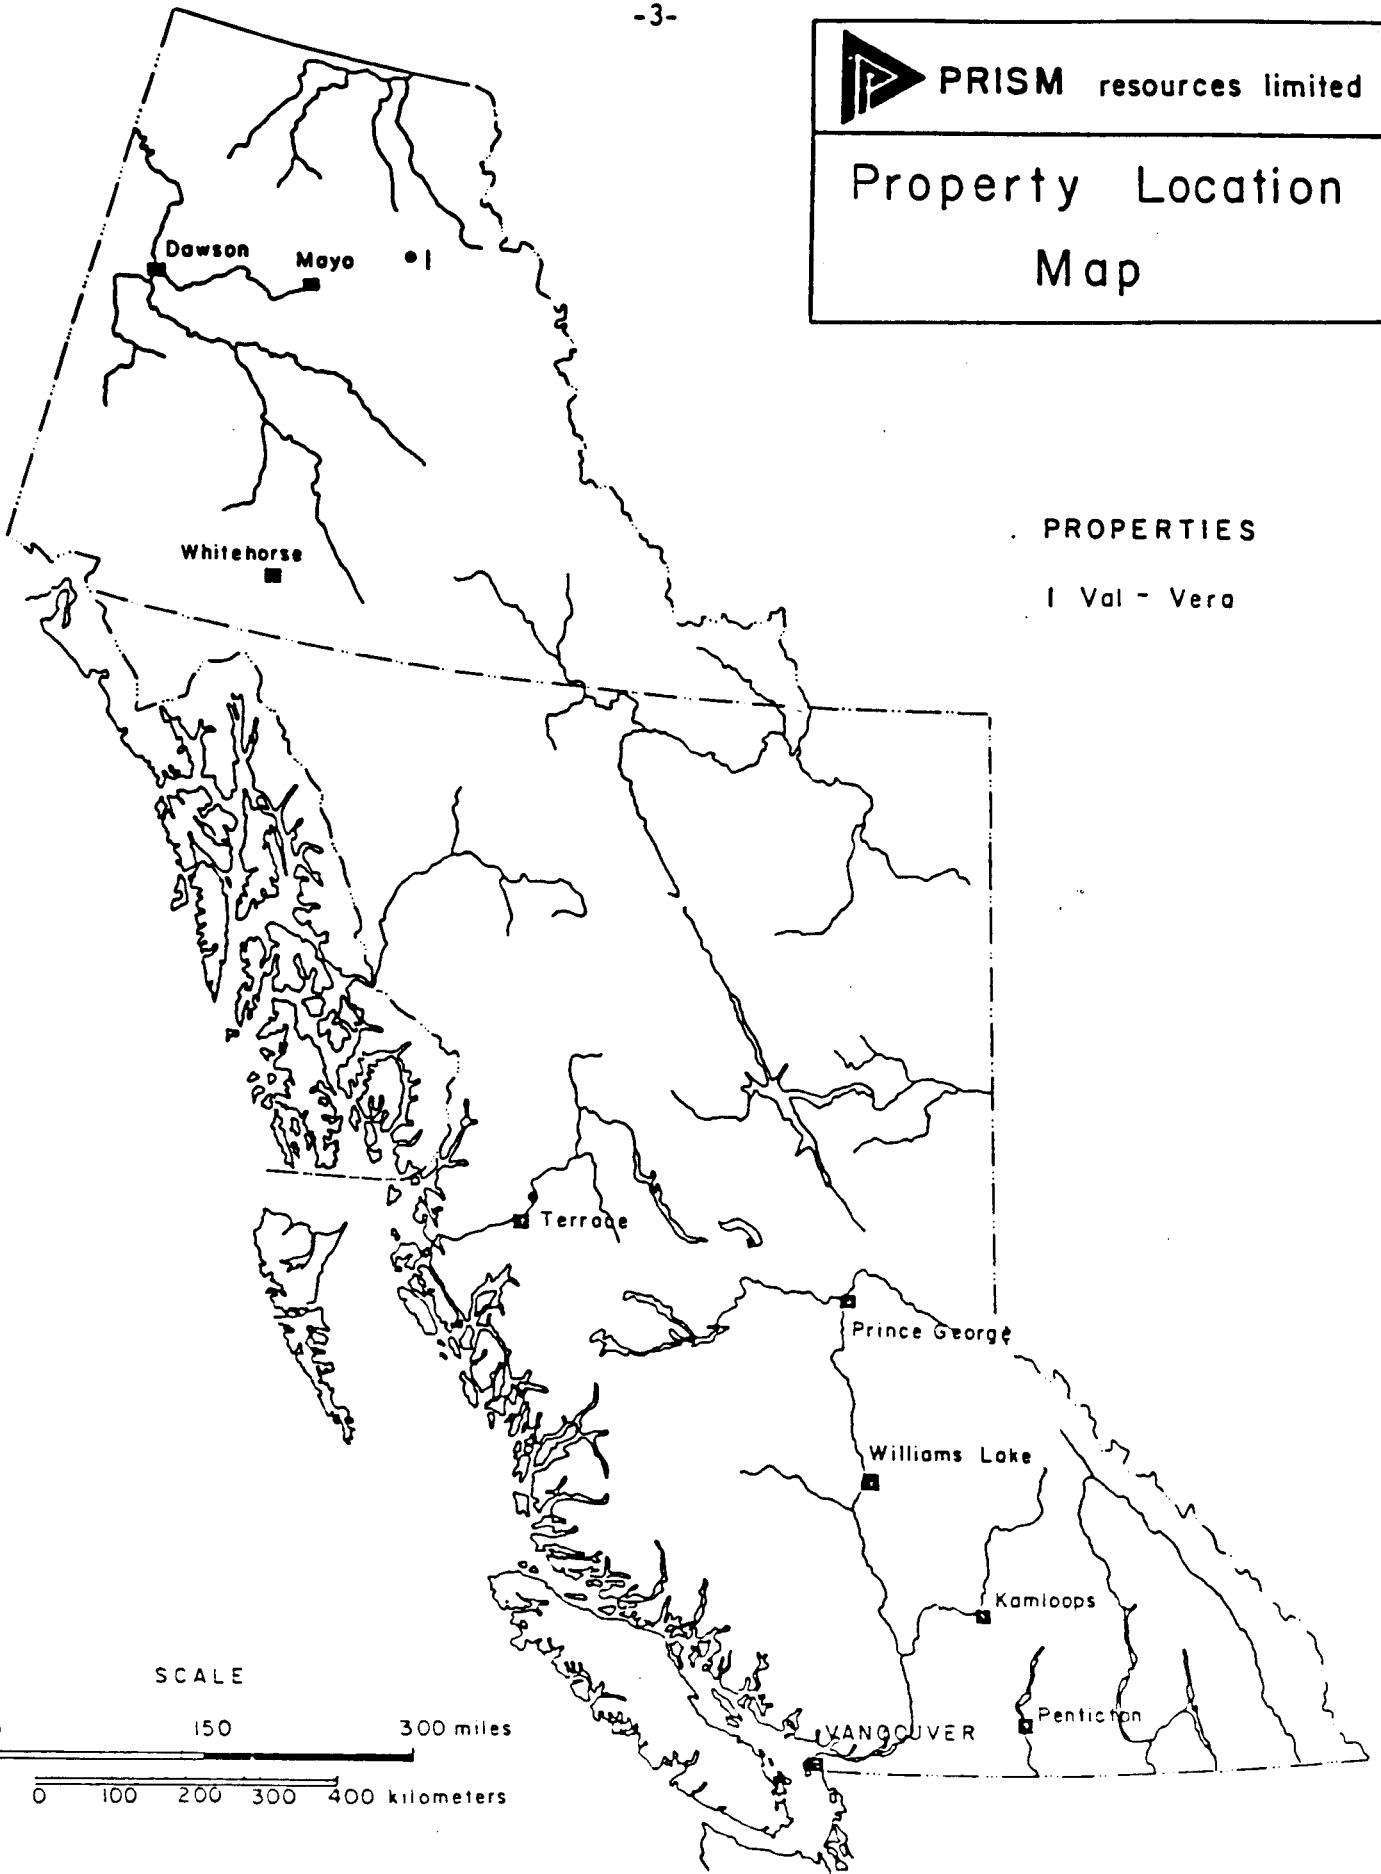 -3-
PRISM resources limited
Property Location
Map
Dawson
Mayo
1
Whitehorse
PROPERTIES
1 Val - Vera
Terrace
Prince George
Williams Lake
Kamloops
Penticton
VANCOUVER
SCALE
150 300 miles
0 100 200 300 400 kilometers